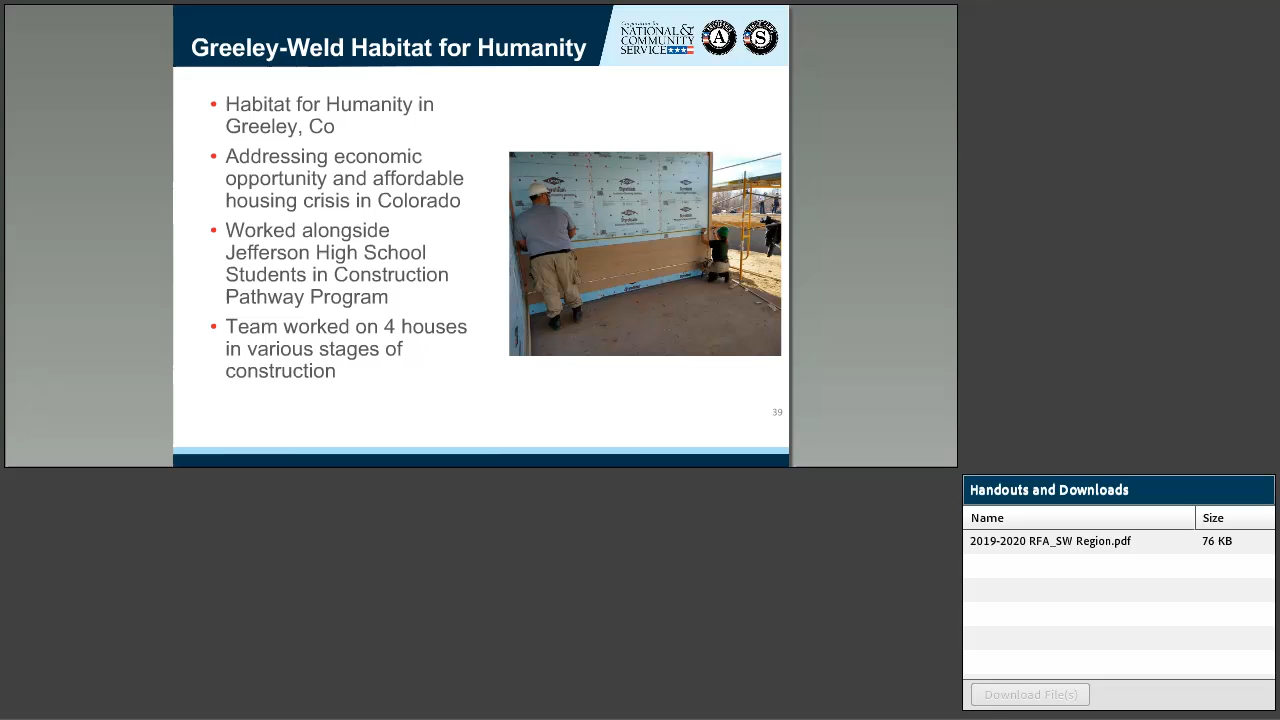 Greeley-Weld Habitat for Humanity
Corporation for
NATIONAL &
COMMUNITY
SERVICE
A
S
• Habitat for Humanity in
Greeley, Co
• Addressing economic
opportunity and affordable
housing crisis in Colorado
• Worked alongside
Jefferson High School
Students in Construction
Pathway Program
• Team worked on 4 houses
in various stages of
construction
39
Handouts and Downloads
Name Size
2019-2020 RFA_SW Region.pdf 76 KB
Download File(s)